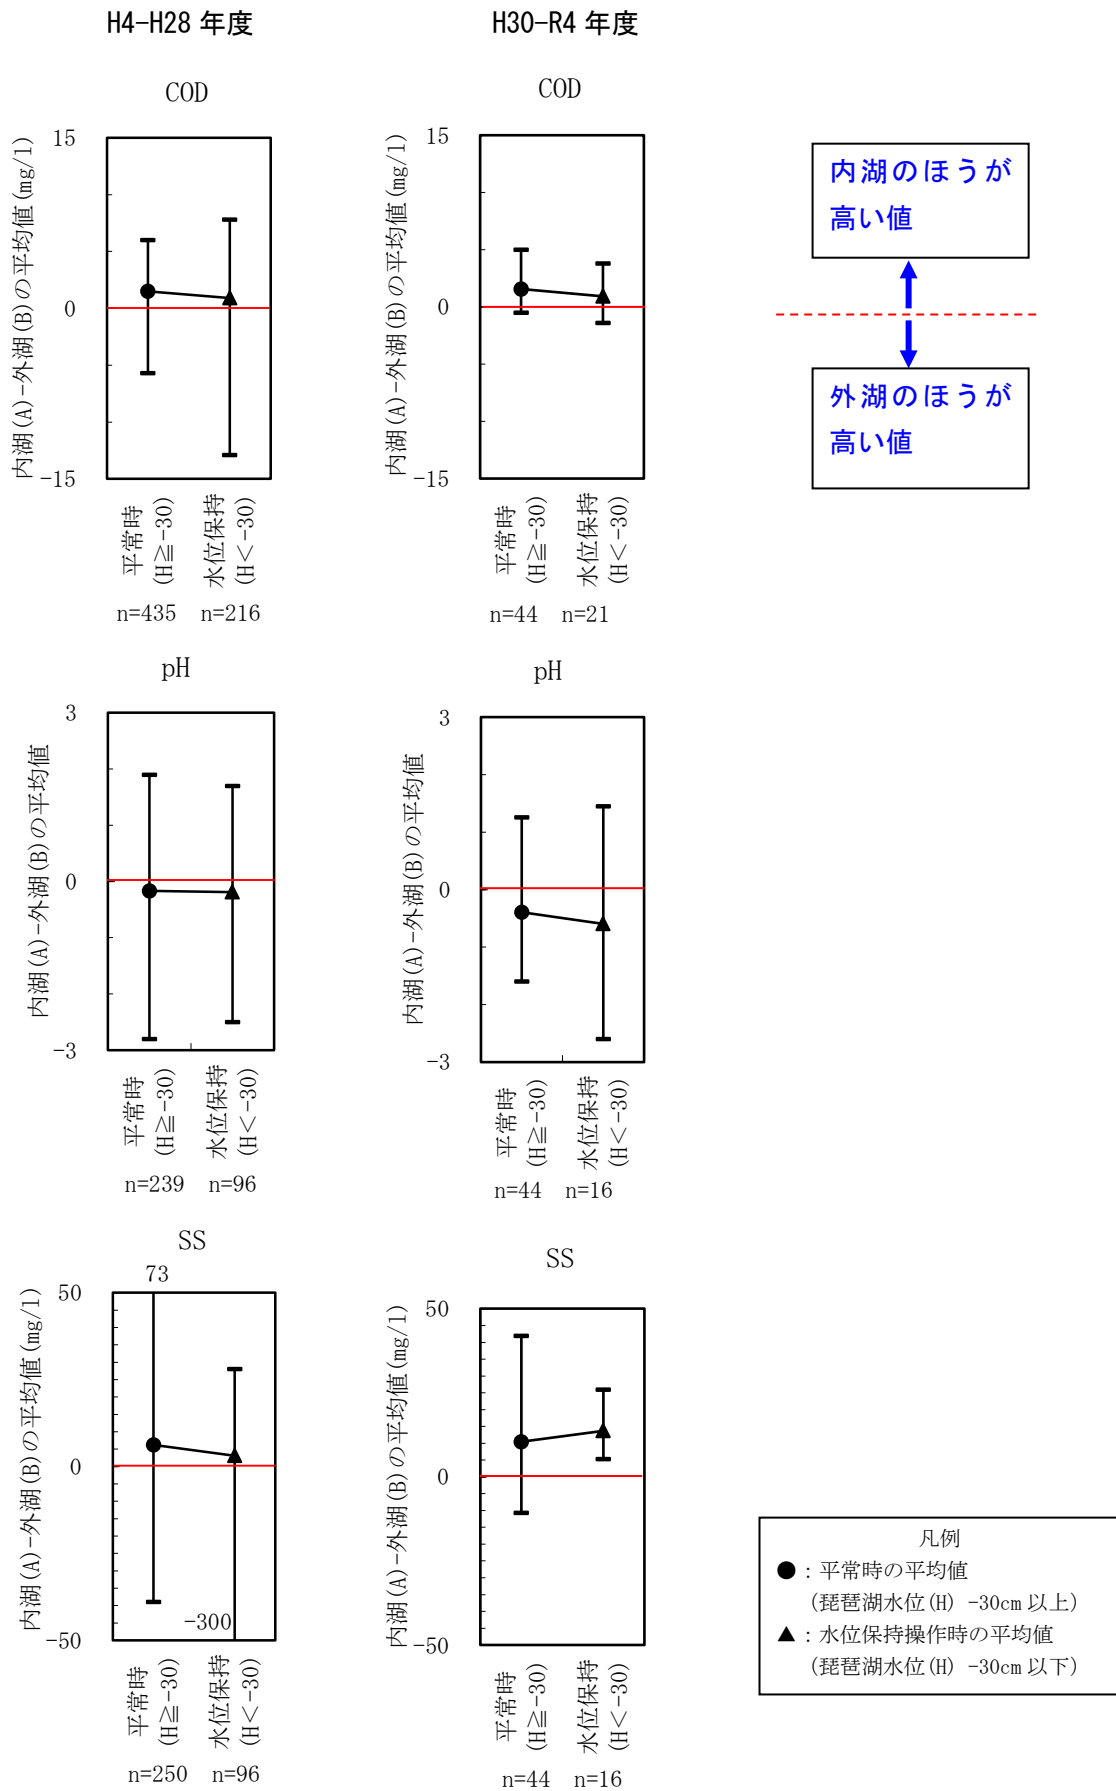 H4-H28 年度
H30-R4 年度
COD
内湖(A)-外湖(B)の平均値(mg/l)
15
0
-15
平常時
(H≧-30)
水位保持
(H<-30)
n=435
n=216
COD
内湖(A)-外湖(B)の平均値(mg/l)
15
0
-15
平常時
(H≧-30)
水位保持
(H<-30)
n=44
n=21
内湖のほうが
高い値
外湖のほうが
高い値
pH
内湖(A)-外湖(B)の平均値
3
0
-3
平常時
(H≧-30)
水位保持
(H<-30)
n=239
n=96
pH
内湖(A)-外湖(B)の平均値
3
0
-3
平常時
(H≧-30)
水位保持
(H<-30)
n=44
n=16
SS
73
内湖(A)-外湖(B)の平均値(mg/l)
50
0
-50
-300
平常時
(H≧-30)
水位保持
(H<-30)
n=250
n=96
SS
内湖(A)-外湖(B)の平均値(mg/l)
50
0
-50
平常時
(H≧-30)
水位保持
(H<-30)
n=44
n=16
凡例
●：平常時の平均値
(琵琶湖水位(H) -30cm 以上)
▲：水位保持操作時の平均値
(琵琶湖水位(H) -30cm 以下)